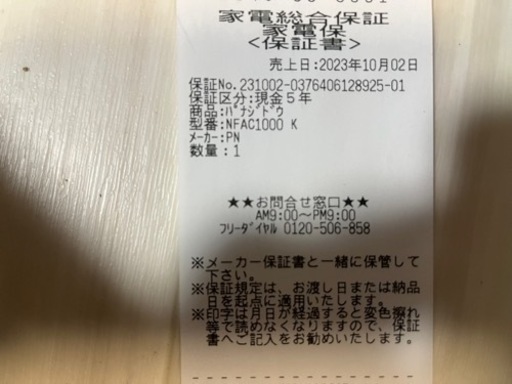 家電総合保証
家電保
<保証書>
売上日:2023年10月02日
保証No.231002-0376406128925-01
保証区分:現金5年
商品:ﾊﾟﾅｼﾞﾄﾞｳ
型番:NFAC1000 K
ﾒｰｶｰ:PN
数量:1
★★お問合せ窓口★★
AM9:00～PM9:00
ﾌﾘｰﾀﾞｲﾔﾙ 0120-506-858
※メーカー保証書と一緒に保管して
下さい。
※保証規定は、お渡し日または納品
日を起点に適用いたします。
※印字は月日が経過すると変色擦れ
等で読めなくなりますので、保証
書へご記入をお勧めいたします。